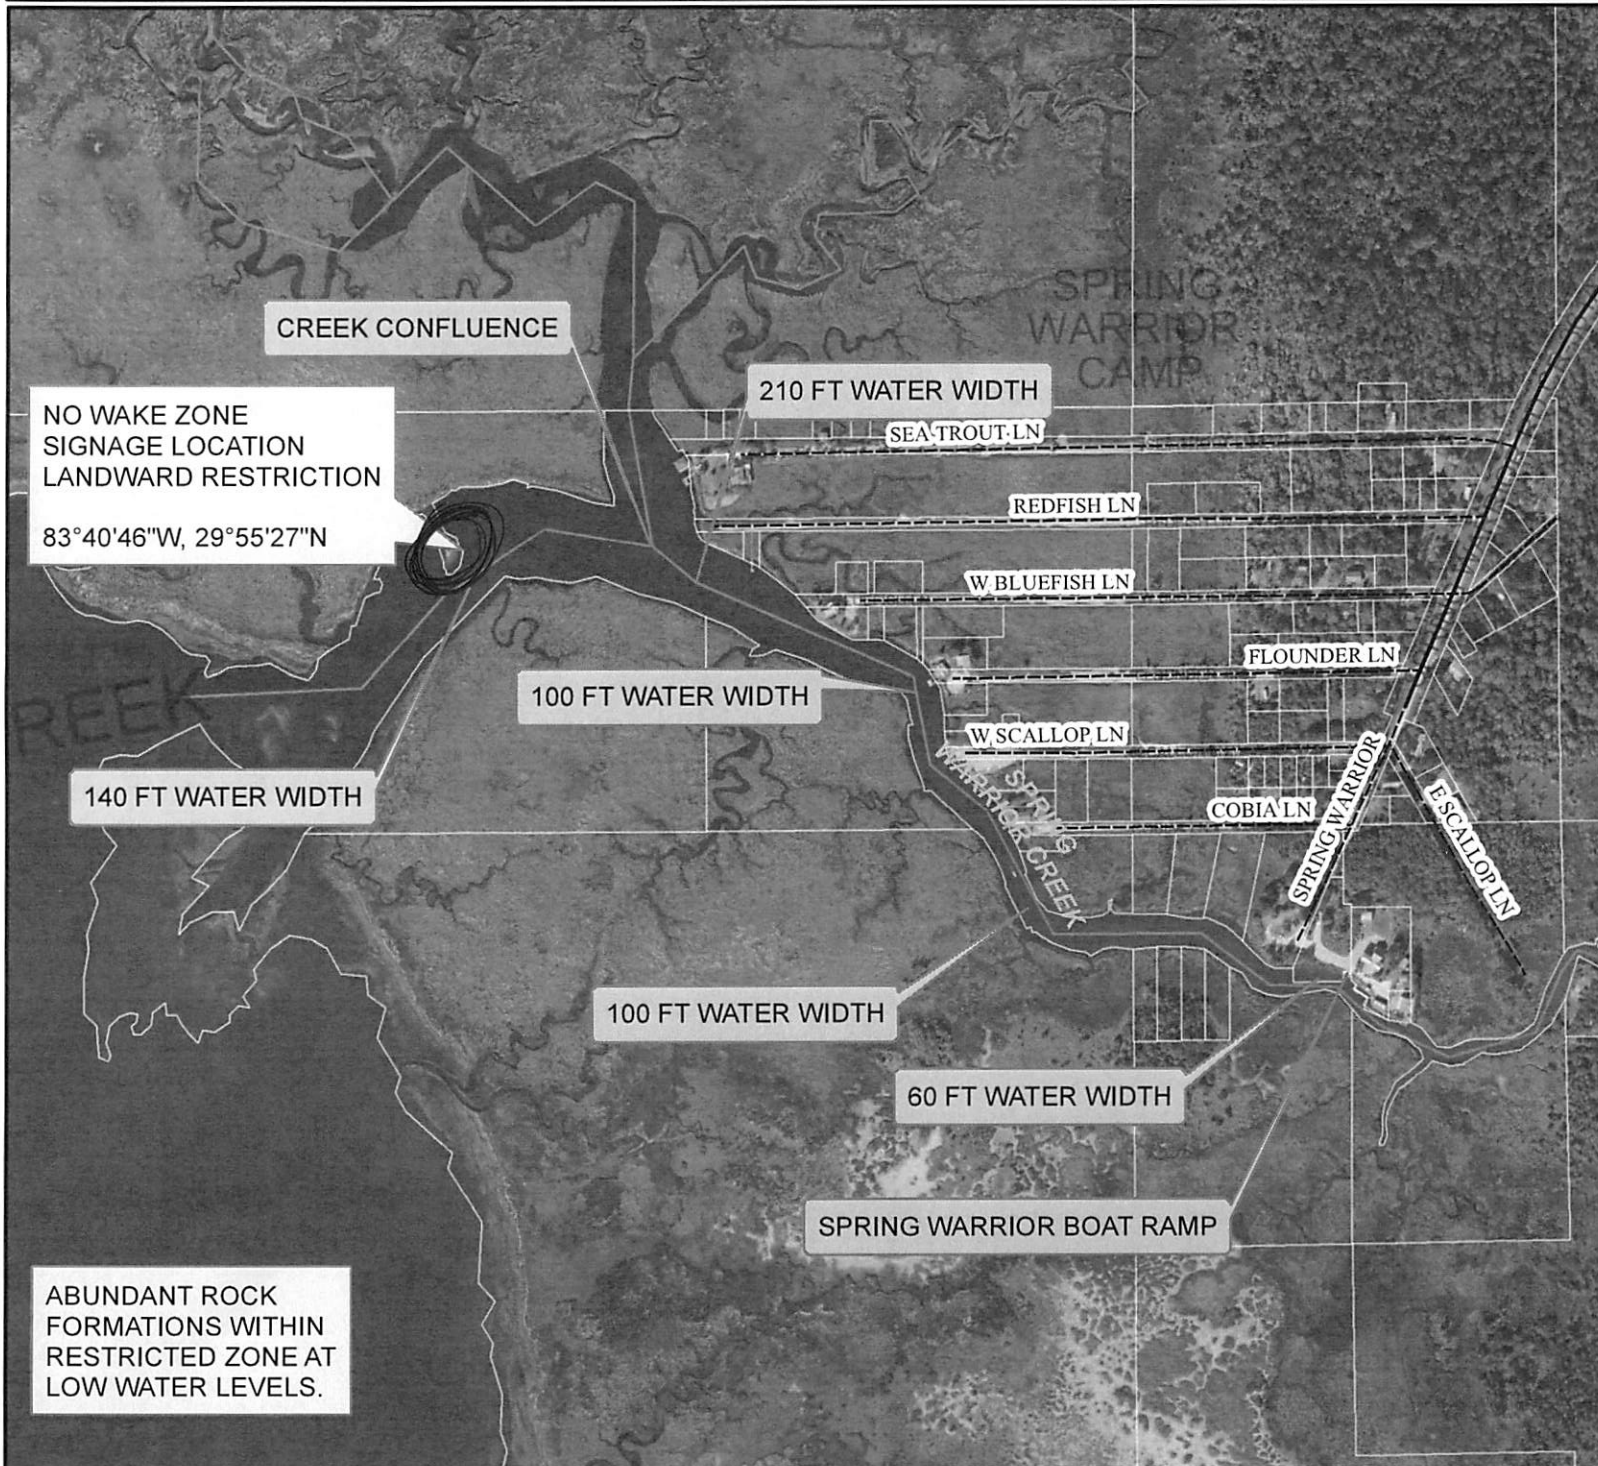 SPRING
WARRIOR
CAMP
CREEK CONFLUENCE
210 FT WATER WIDTH
NO WAKE ZONE
SIGNAGE LOCATION
LANDWARD RESTRICTION
83°40'46"W, 29°55'27"N
SEA TROUT LN
REDFISH LN
W BLUEFISH LN
FLOUNDER LN
100 FT WATER WIDTH
REEK
W SCALLOP LN
140 FT WATER WIDTH
COBIA LN
SPRING WARRIOR
E SCALLOP LN
SPRING
WARRIOR CREEK
100 FT WATER WIDTH
60 FT WATER WIDTH
SPRING WARRIOR BOAT RAMP
ABUNDANT ROCK
FORMATIONS WITHIN
RESTRICTED ZONE AT
LOW WATER LEVELS.